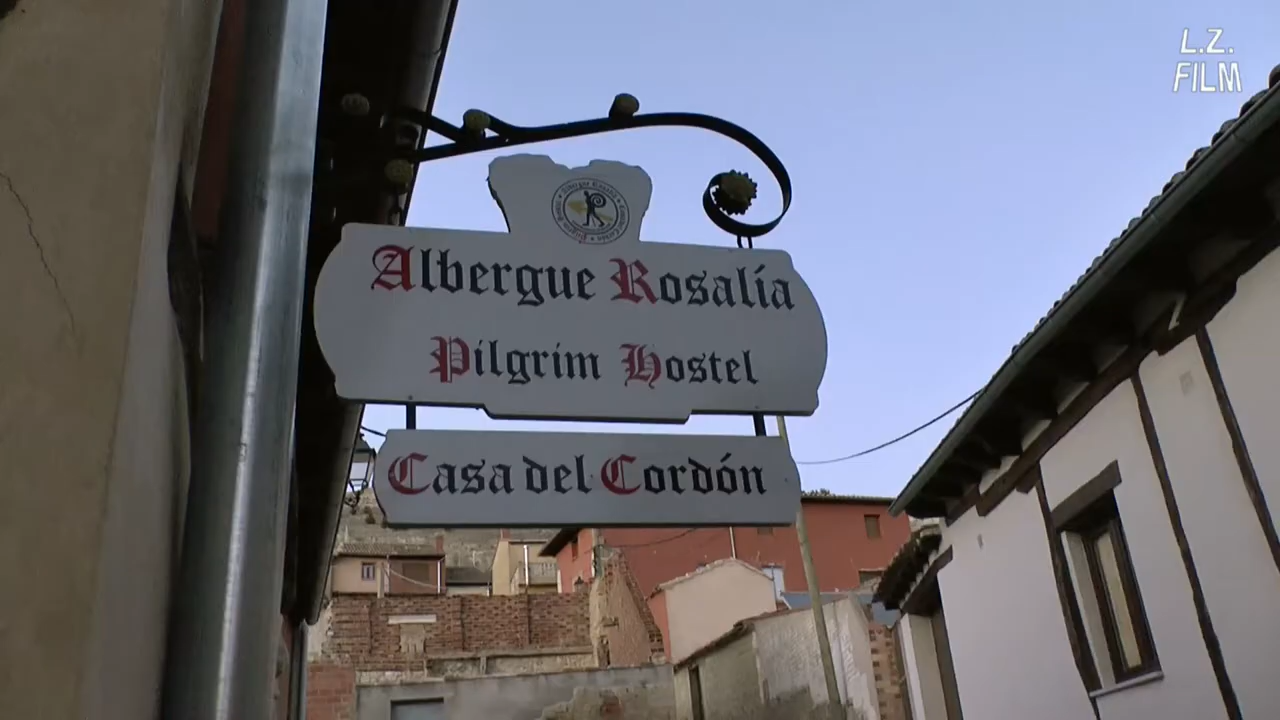 L.Z.
FILM
Albergue Rosalía
Pilgrim Hostel
Casa del Cordón